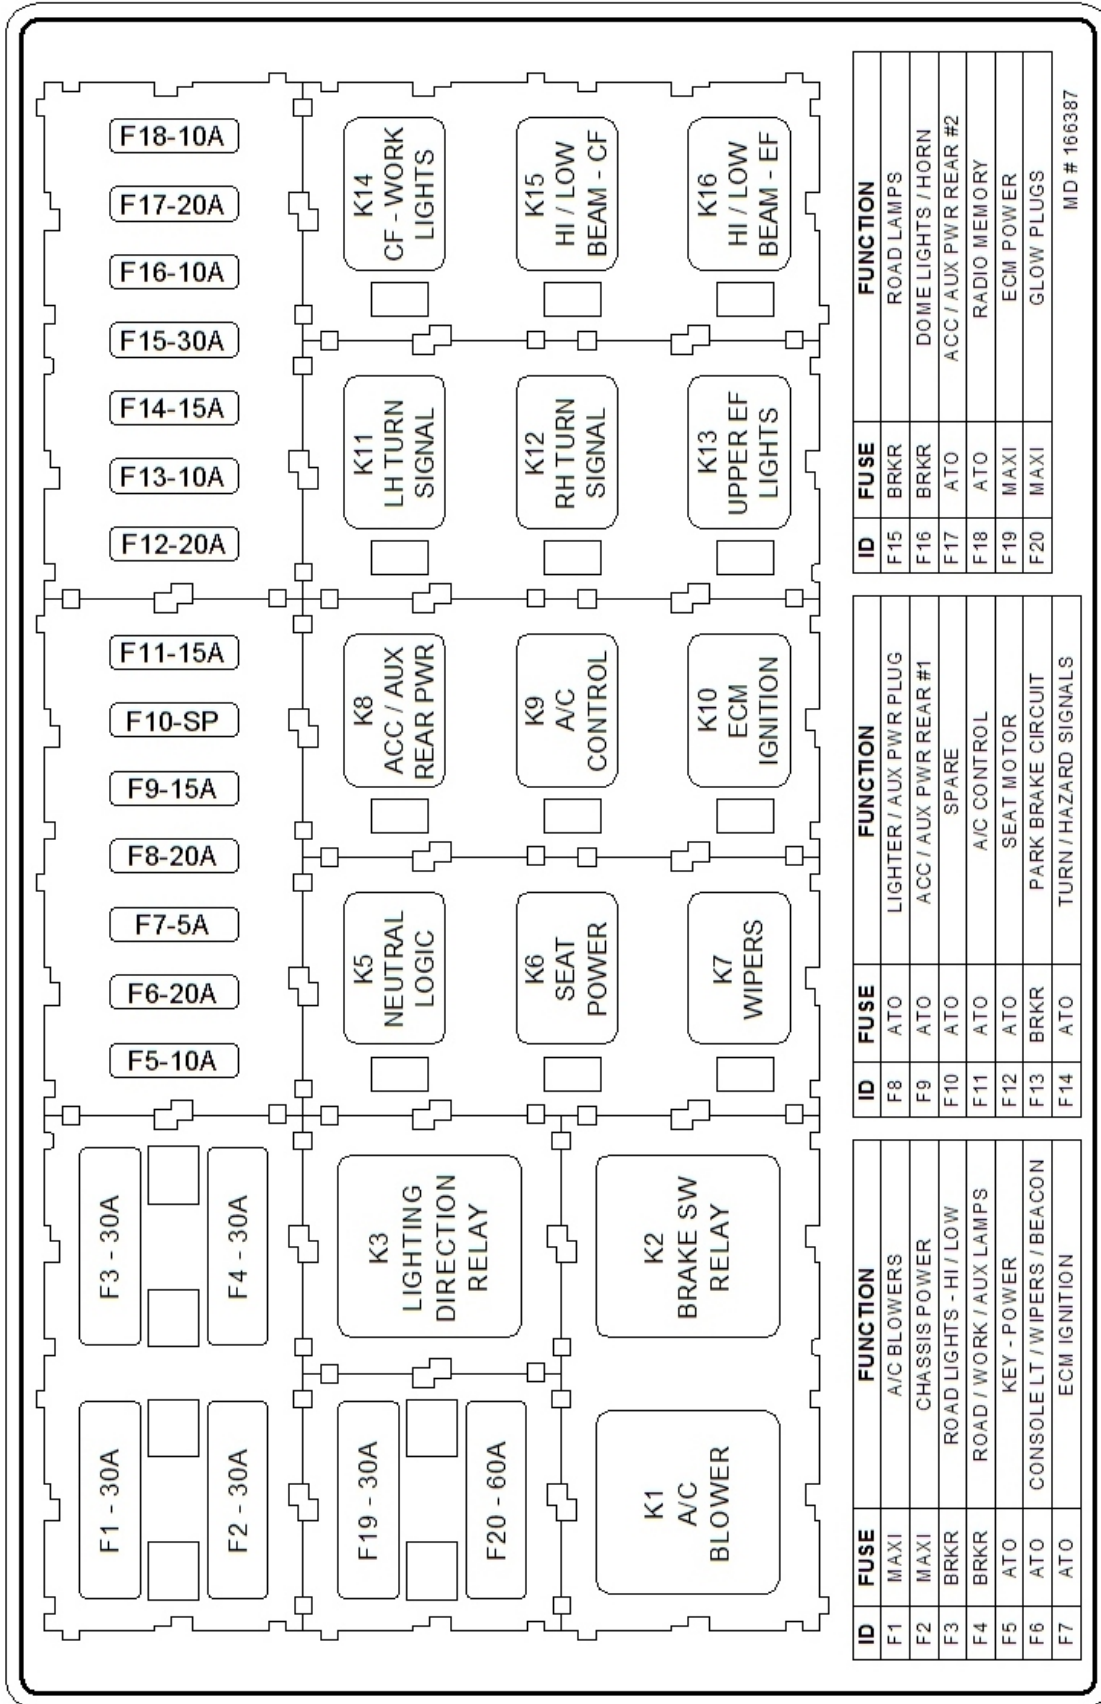 F1 - 30A
F2 - 30A
F3 - 30A
F4 - 30A
F5-10A
F6-20A
F7-5A
F8-20A
F9-15A
F10-SP
F11-15A
F12-20A
F13-10A
F14-15A
F15-30A
F16-10A
F17-20A
F18-10A
F19 - 30A
F20 - 60A
K3
LIGHTING
DIRECTION
RELAY
K1
A/C
BLOWER
K2
BRAKE SW
RELAY
K5
NEUTRAL
LOGIC
K6
SEAT
POWER
K7
WIPERS
K8
ACC / AUX
REAR PWR
K9
A/C
CONTROL
K10
ECM
IGNITION
K11
LH TURN
SIGNAL
K12
RH TURN
SIGNAL
K13
UPPER EF
LIGHTS
K14
CF - WORK
LIGHTS
K15
HI / LOW
BEAM - CF
K16
HI / LOW
BEAM - EF
ID FUSE FUNCTION
F1 MAXI A/C BLOWERS
F2 MAXI CHASSIS POWER
F3 BRKR ROAD LIGHTS - HI / LOW
F4 BRKR ROAD / WORK / AUX LAMPS
F5 ATO KEY - POWER
F6 ATO CONSOLE LT / WIPERS / BEACON
F7 ATO ECM IGNITION
ID FUSE FUNCTION
F8 ATO LIGHTER / AUX PWR PLUG
F9 ATO ACC / AUX PWR REAR #1
F10 ATO SPARE
F11 ATO A/C CONTROL
F12 ATO SEAT MOTOR
F13 BRKR PARK BRAKE CIRCUIT
F14 ATO TURN / HAZARD SIGNALS
ID FUSE FUNCTION
F15 BRKR ROAD LAMPS
F16 BRKR DOME LIGHTS / HORN
F17 ATO ACC / AUX PWR REAR #2
F18 ATO RADIO MEMORY
F19 MAXI ECM POWER
F20 MAXI GLOW PLUGS
MD # 166387